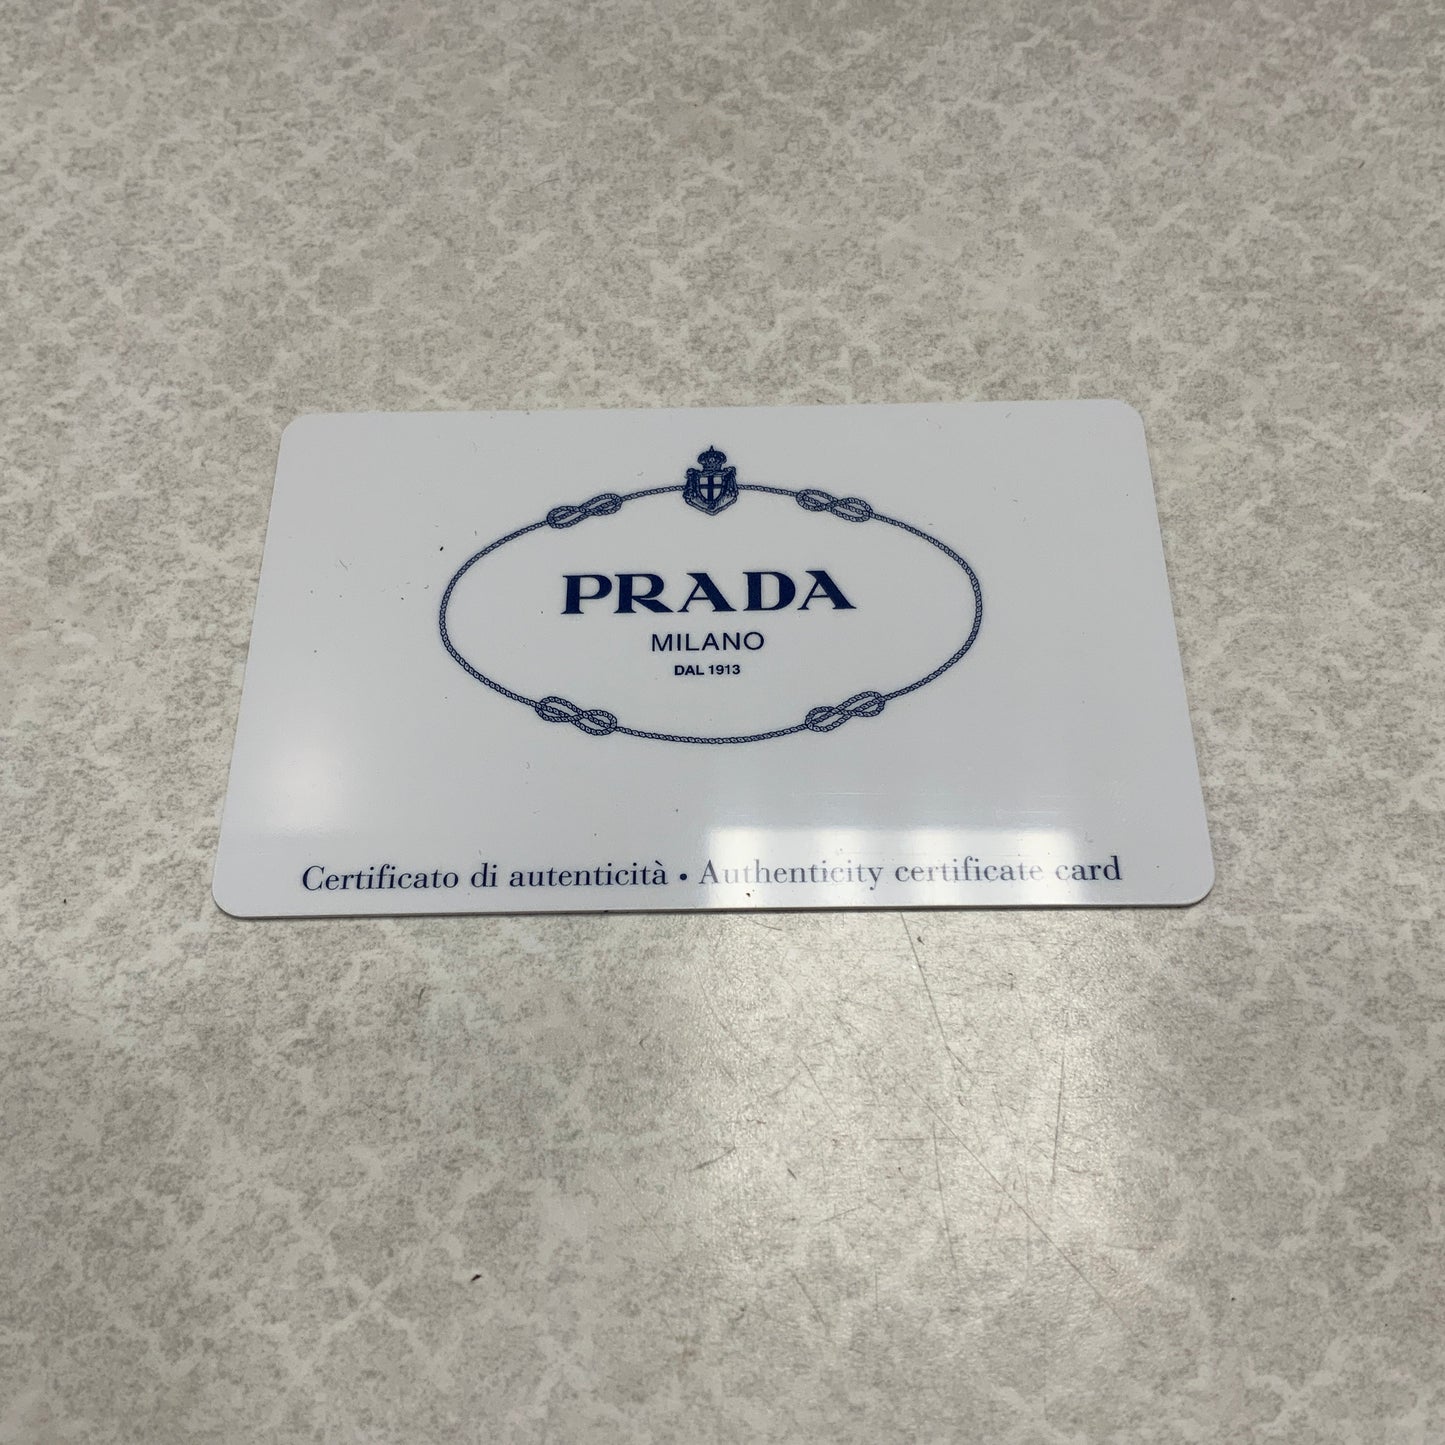 PRADA
MILANO
DAL 1913
Certificato di autenticità • Authenticity certificate card